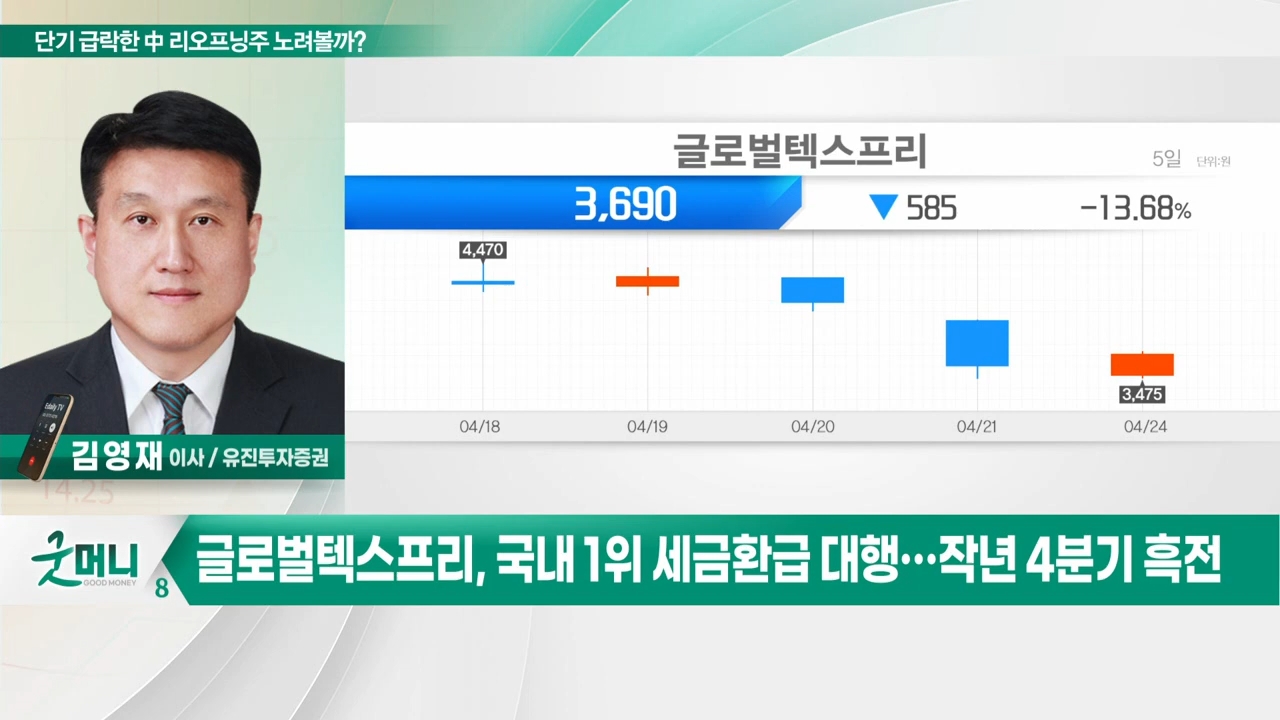 단기 급락한 中 리오프닝주 노려볼까?
글로벌텍스프리
5일 단위:원
3,690 ▼ 585 -13.68%
4,470
3,475
04/18 04/19 04/20 04/21 04/24
Edaily TV
김영재 이사 / 유진투자증권
14.25
굿머니
GOOD MONEY
8
글로벌텍스프리, 국내 1위 세금환급 대행…작년 4분기 흑전